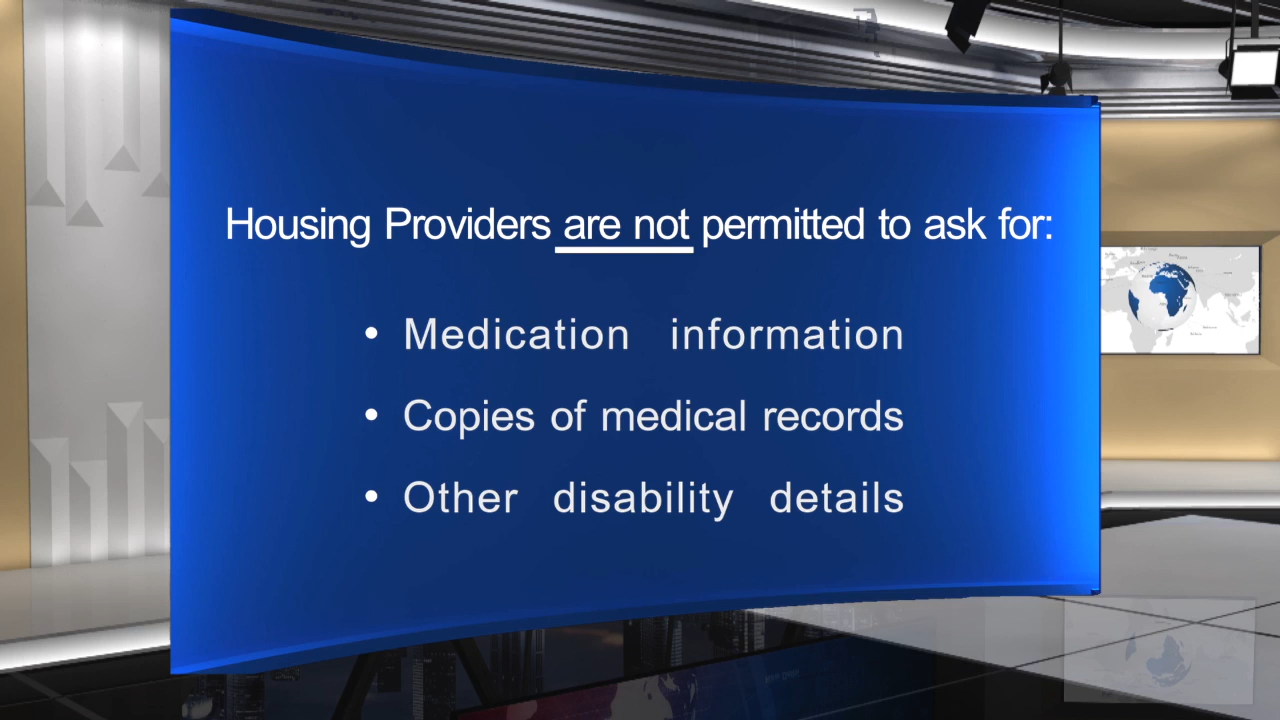 Housing Providers are not permitted to ask for:
• Medication information
• Copies of medical records
• Other disability details